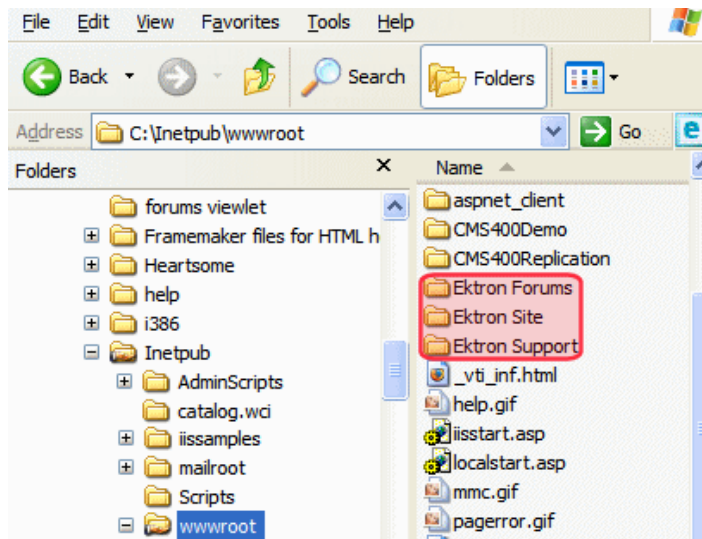 File Edit View Favorites Tools Help
Back Search Folders
Address C:\Inetpub\wwwroot Go
Folders
forums viewlet
Framemaker files for HTML h
Heartsome
help
i386
Inetpub
AdminScripts
catalog.wci
iissamples
mailroot
Scripts
wwwroot
Name
aspnet_client
CMS400Demo
CMS400Replication
Ektron Forums
Ektron Site
Ektron Support
_vti_inf.html
help.gif
iisstart.asp
localstart.asp
mmc.gif
pagerror.gif